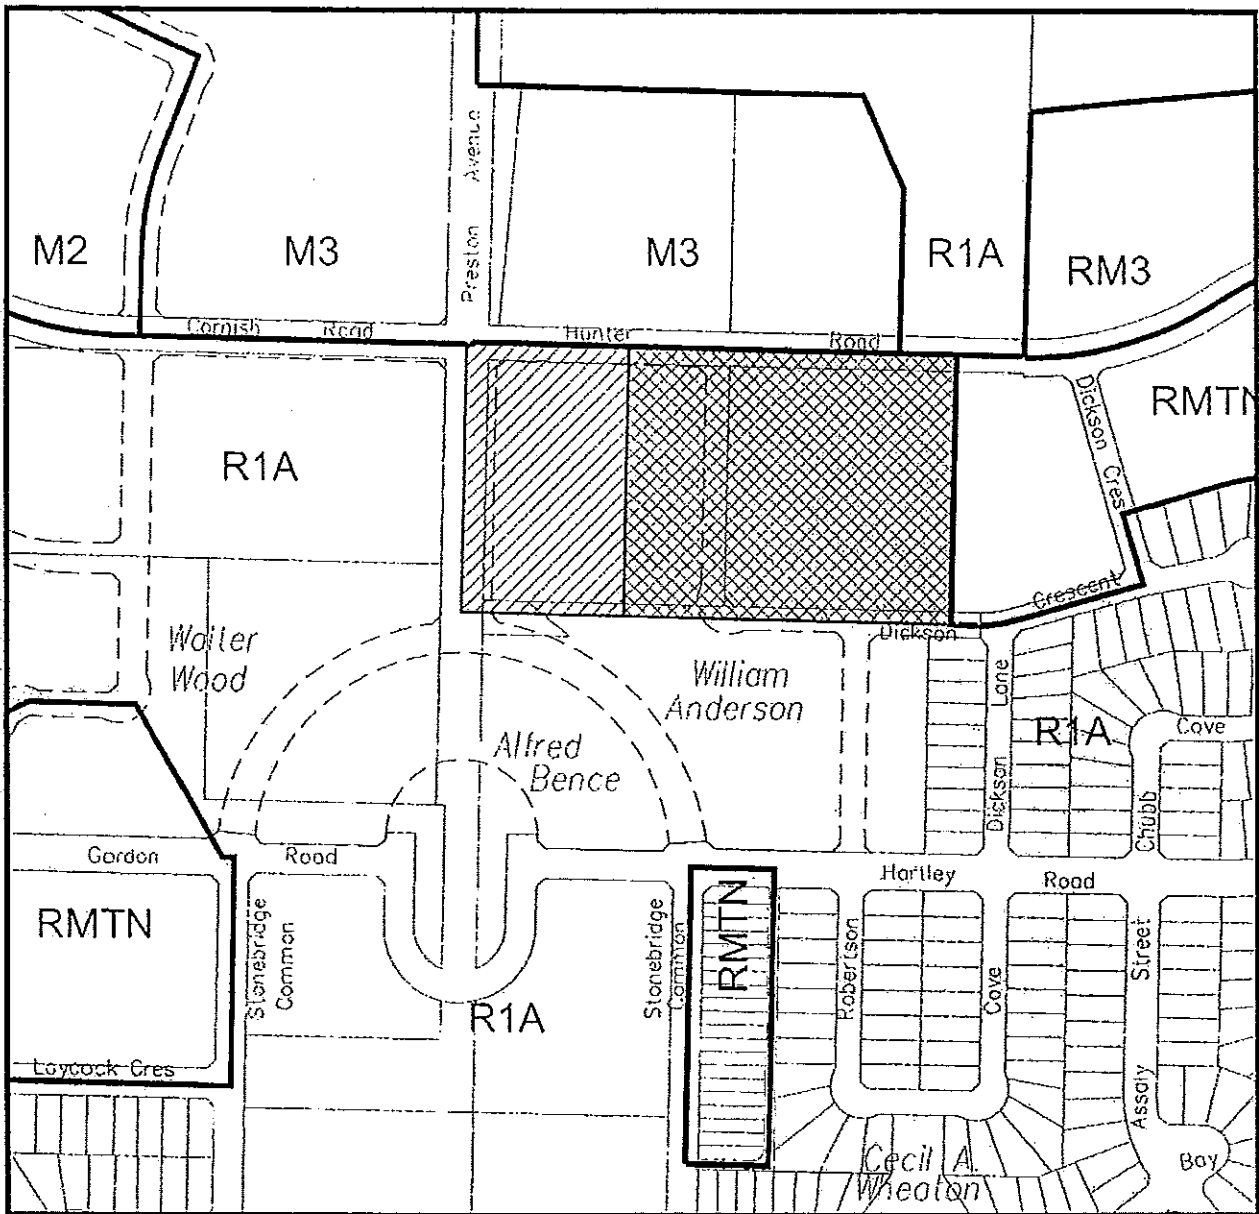 Preston Avenue
M2
M3
M3
R1A
RM3
Cornish Road
Hunter Road
R1A
Dickson Cres
RMTN
Crescent
Dickson
Walter
Wood
William
Anderson
Alfred
Bence
Dickson Lane
R1A
Cove
Chubb
Gordon Road
Hartley Road
RMTN
Stonebridge
Common
R1A
Stonebridge
Common
RMTN
Robertson
Cove
Assaly Street
Laycock Cres
Cecil A.
Wheaton
Bay